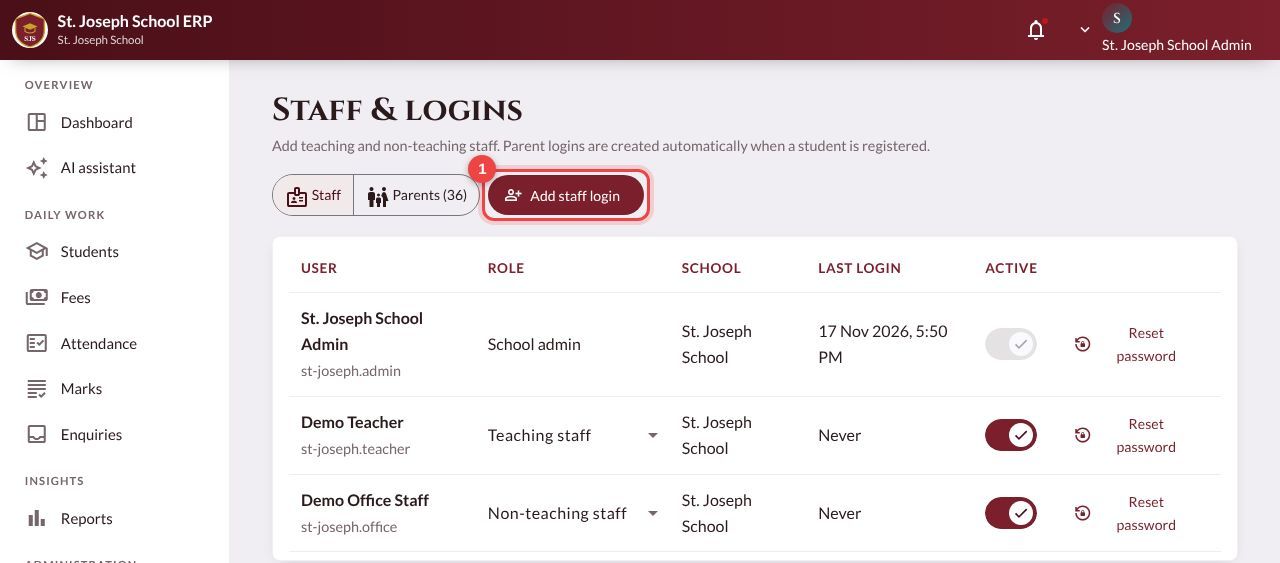 St. Joseph School ERP
St. Joseph School
SJS
S
St. Joseph School Admin
OVERVIEW
Dashboard
AI assistant
DAILY WORK
Students
Fees
Attendance
Marks
Enquiries
INSIGHTS
Reports
STAFF & LOGINS
Add teaching and non-teaching staff. Parent logins are created automatically when a student is registered.
1
Staff
Parents (36)
Add staff login
USER ROLE SCHOOL LAST LOGIN ACTIVE
St. Joseph School
Admin
st-joseph.admin
School admin
St. Joseph
School
17 Nov 2026, 5:50
PM
Reset
password
Demo Teacher
st-joseph.teacher
Teaching staff
St. Joseph
School
Never
Reset
password
Demo Office Staff
st-joseph.office
Non-teaching staff
St. Joseph
School
Never
Reset
password